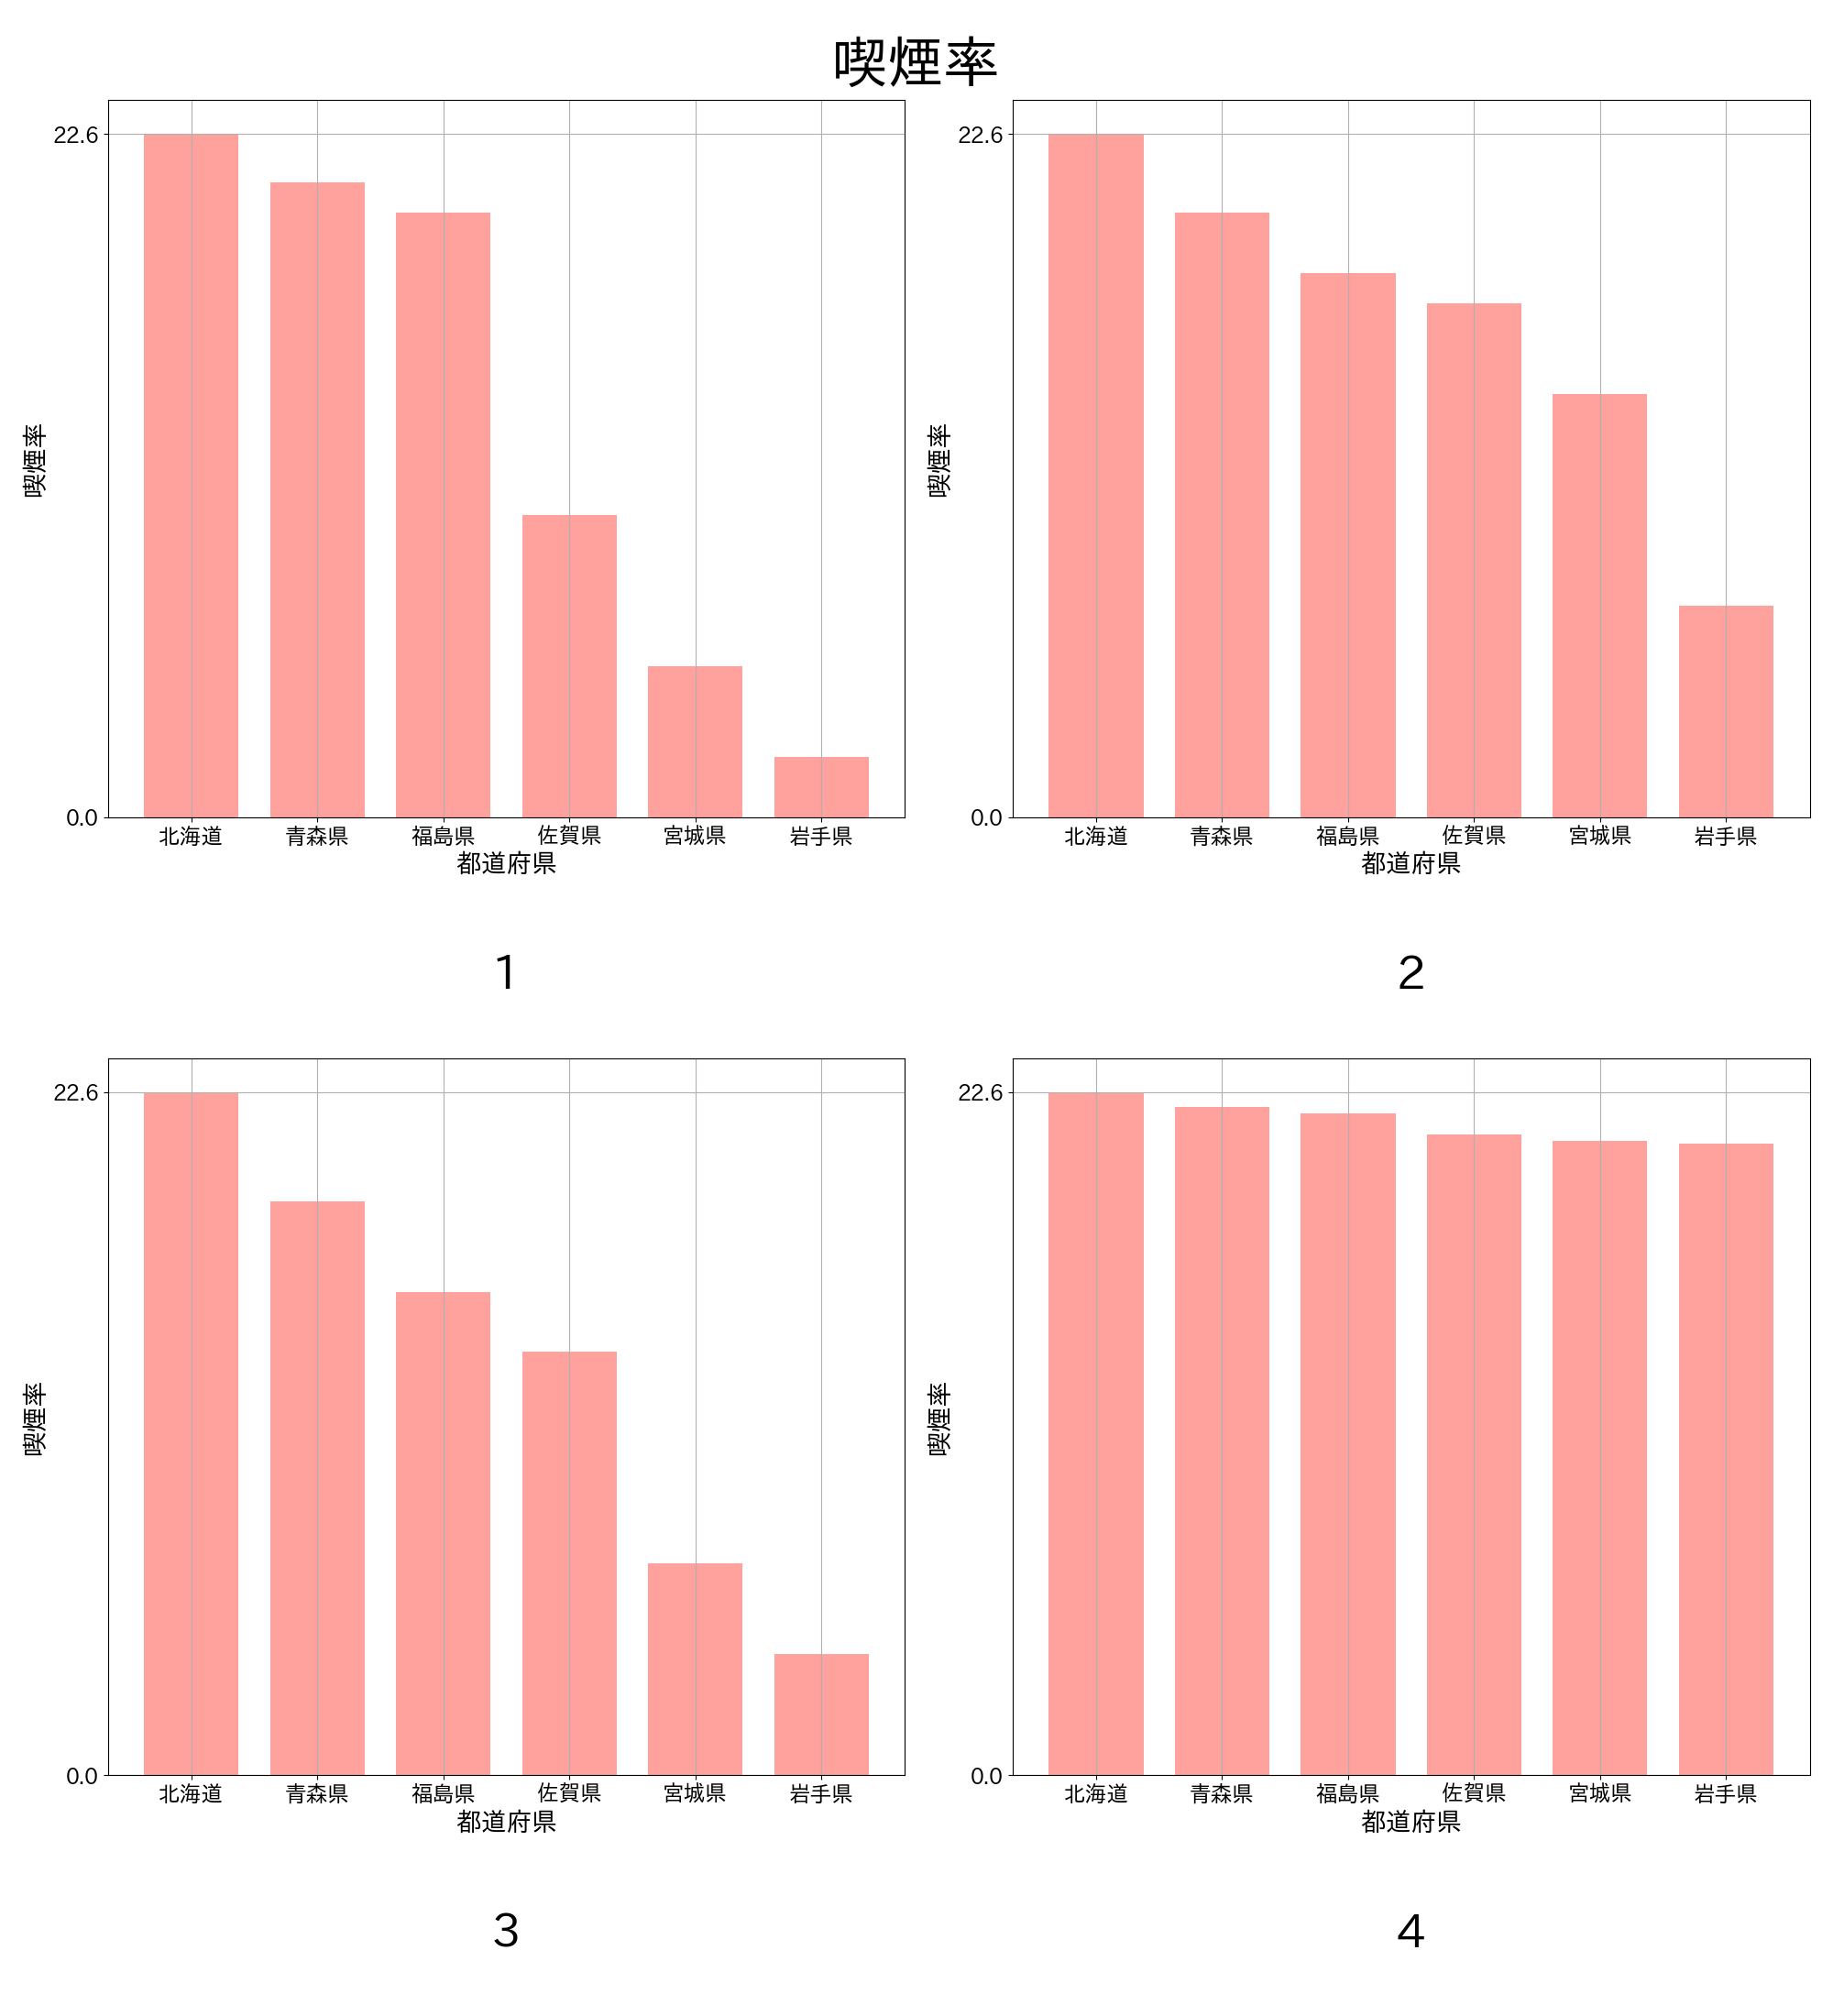 喫煙率
22.6
喫煙率
0.0
北海道 青森県 福島県 佐賀県 宮城県 岩手県
都道府県
1
22.6
喫煙率
0.0
北海道 青森県 福島県 佐賀県 宮城県 岩手県
都道府県
2
22.6
喫煙率
0.0
北海道 青森県 福島県 佐賀県 宮城県 岩手県
都道府県
3
22.6
喫煙率
0.0
北海道 青森県 福島県 佐賀県 宮城県 岩手県
都道府県
4